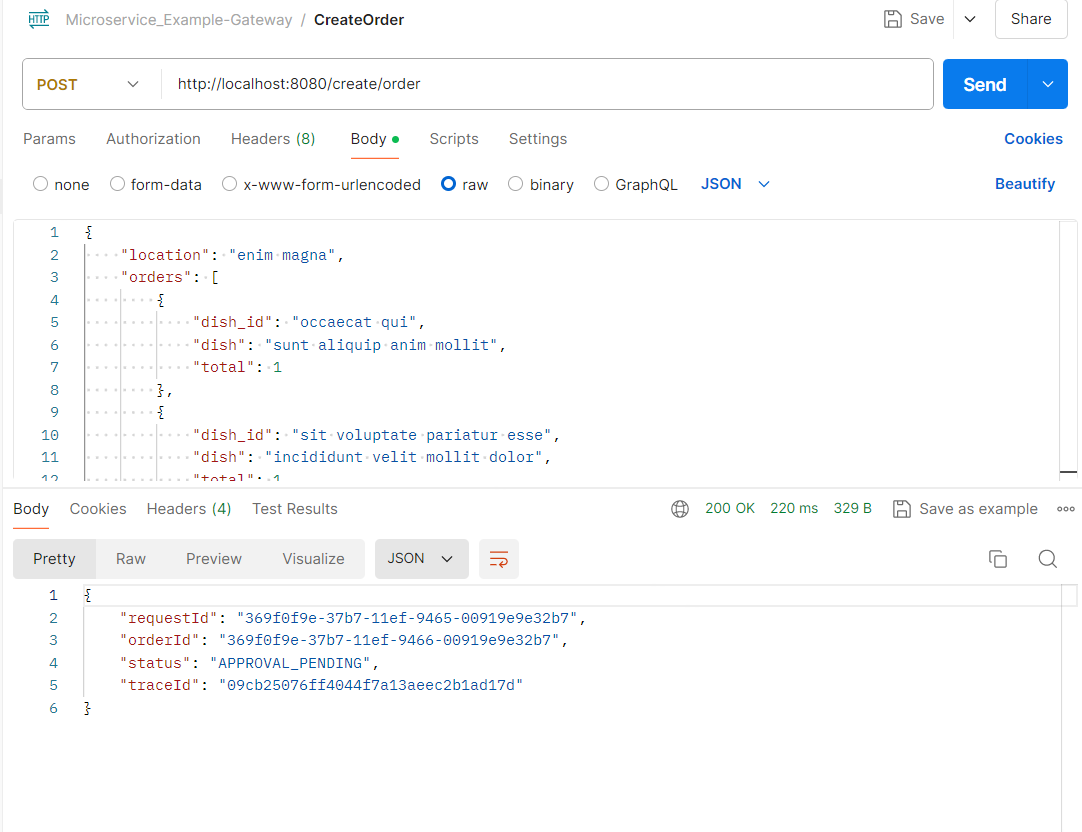 HTTP Microservice_Example-Gateway / CreateOrder Save Share
POST http://localhost:8080/create/order Send
Params Authorization Headers (8) Body Scripts Settings Cookies
none form-data x-www-form-urlencoded raw binary GraphQL JSON Beautify
1 {
2 "location": "enim magna",
3 "orders": [
4 {
5 "dish_id": "occaecat qui",
6 "dish": "sunt aliquip anim mollit",
7 "total": 1
8 },
9 {
10 "dish_id": "sit voluptate pariatur esse",
11 "dish": "incididunt velit mollit dolor",
12 "total": 1
Body Cookies Headers (4) Test Results 200 OK 220 ms 329 B Save as example
Pretty Raw Preview Visualize JSON
1 {
2 "requestId": "369f0f9e-37b7-11ef-9465-00919e9e32b7",
3 "orderId": "369f0f9e-37b7-11ef-9466-00919e9e32b7",
4 "status": "APPROVAL_PENDING",
5 "traceId": "09cb25076ff4044f7a13aeec2b1ad17d"
6 }